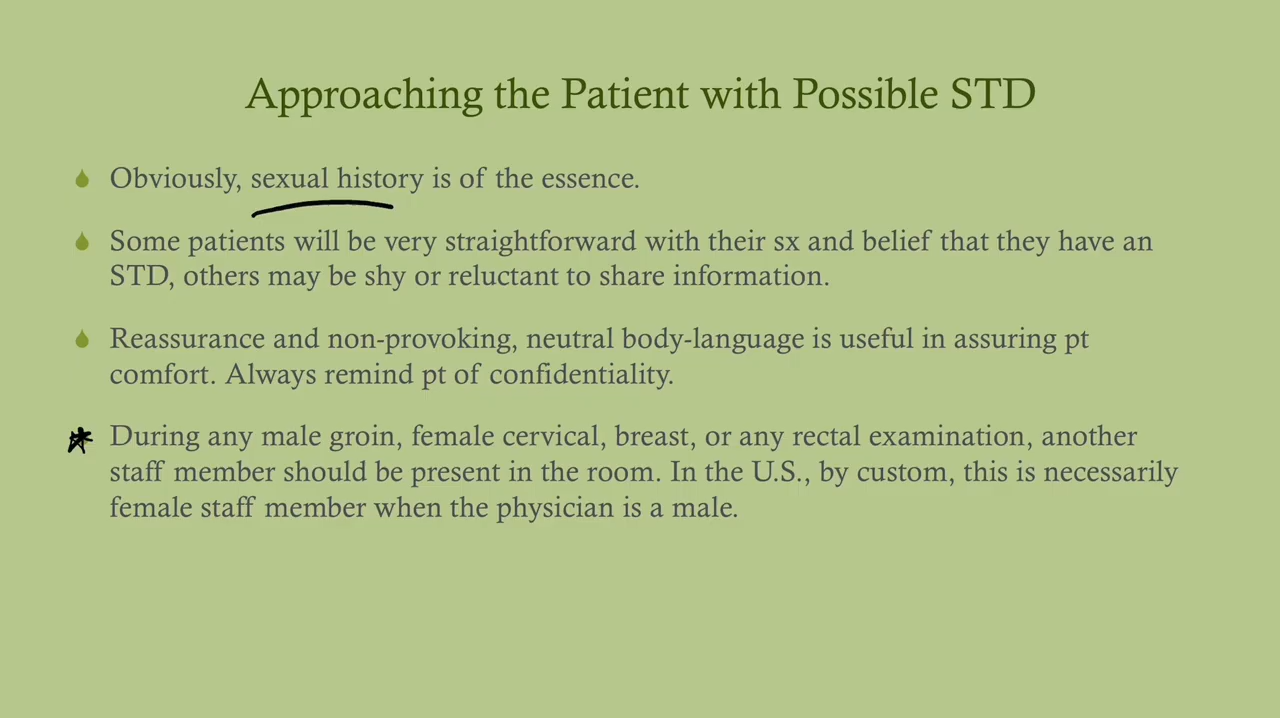 Approaching the Patient with Possible STD
Obviously, sexual history is of the essence.
Some patients will be very straightforward with their sx and belief that they have an
STD, others may be shy or reluctant to share information.
Reassurance and non-provoking, neutral body-language is useful in assuring pt
comfort. Always remind pt of confidentiality.
During any male groin, female cervical, breast, or any rectal examination, another
staff member should be present in the room. In the U.S., by custom, this is necessarily
female staff member when the physician is a male.